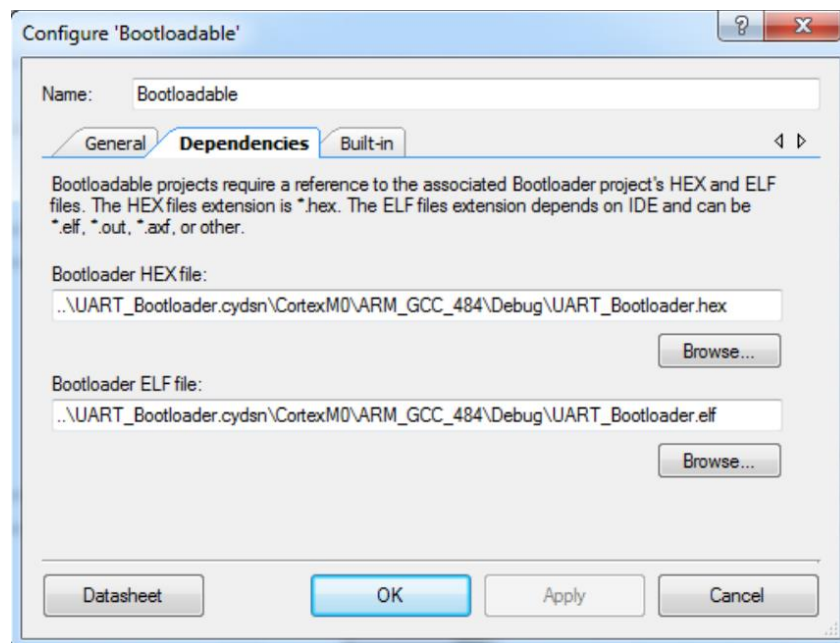 Configure 'Bootloadable'
Name: Bootloadable
General Dependencies Built-in
Bootloadable projects require a reference to the associated Bootloader project's HEX and ELF
files. The HEX files extension is *.hex. The ELF files extension depends on IDE and can be
*.elf, *.out, *.axf, or other.
Bootloader HEX file:
..\UART_Bootloader.cydsn\CortexM0\ARM_GCC_484\Debug\UART_Bootloader.hex
Browse...
Bootloader ELF file:
..\UART_Bootloader.cydsn\CortexM0\ARM_GCC_484\Debug\UART_Bootloader.elf
Browse...
Datasheet OK Apply Cancel